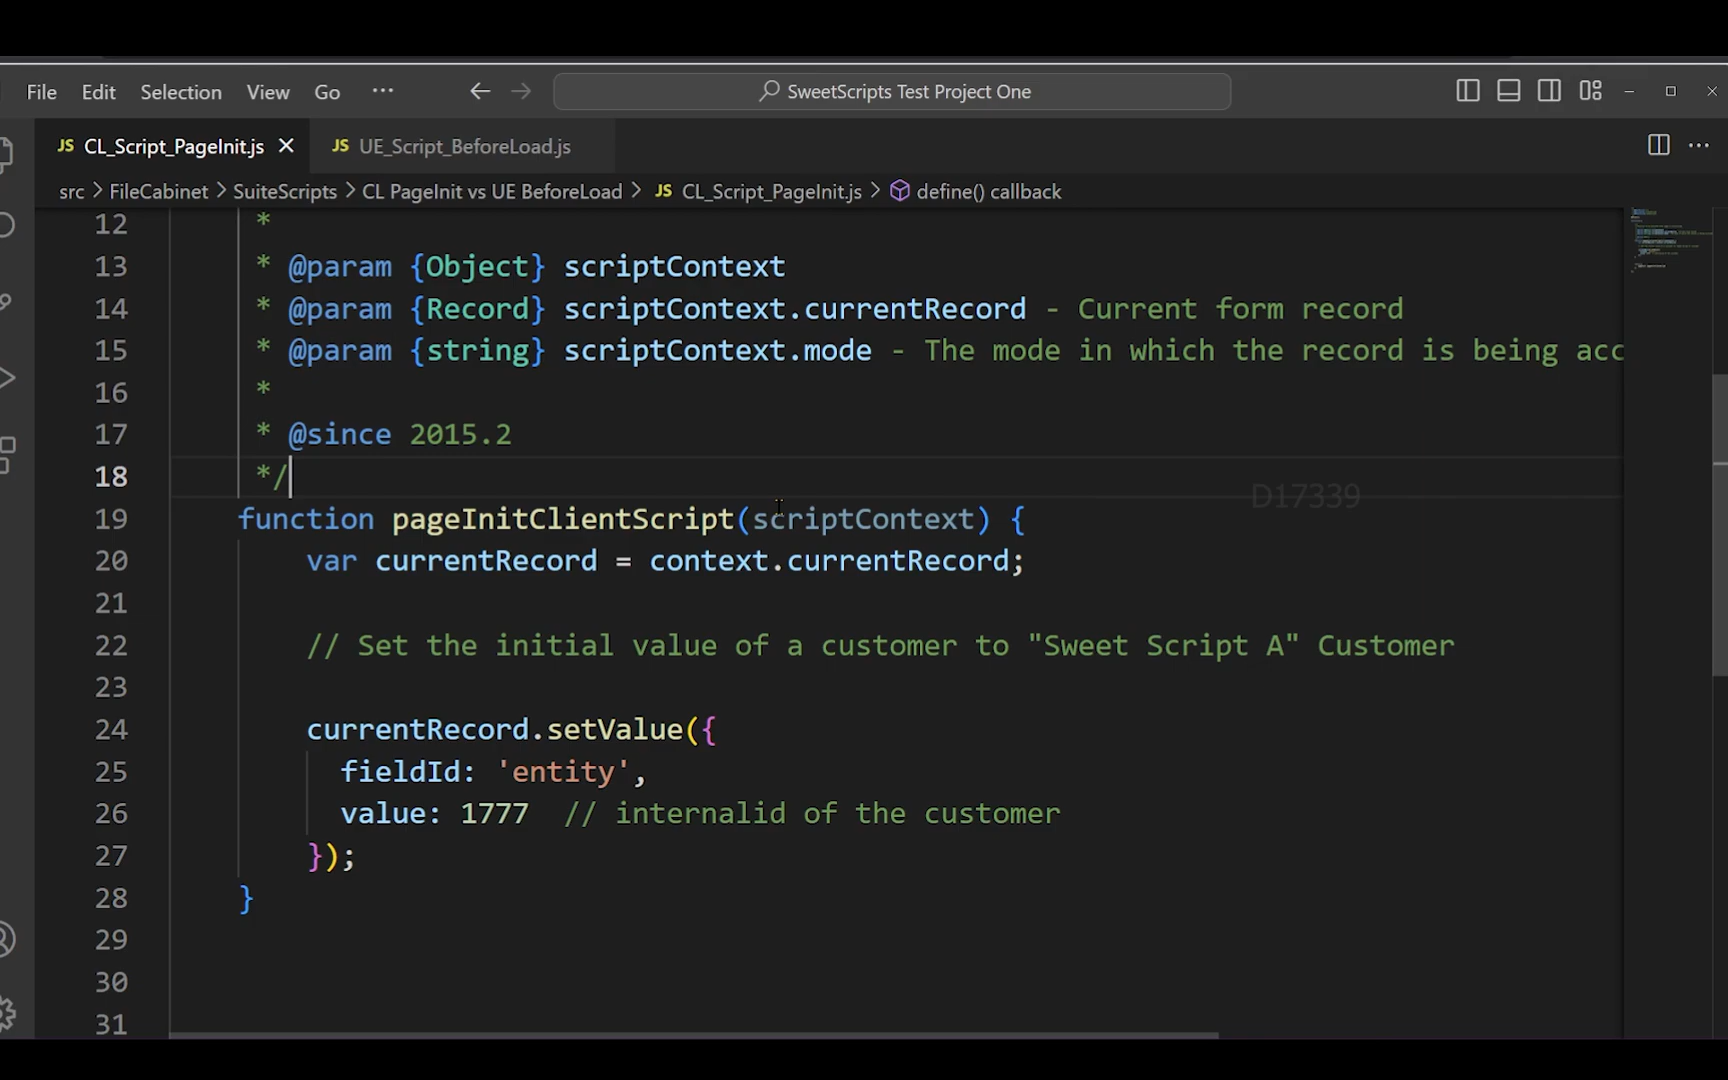 File Edit Selection View Go ··· SweetScripts Test Project One
JS CL_Script_PageInit.js JS UE_Script_BeforeLoad.js
src > FileCabinet > SuiteScripts > CL PageInit vs UE BeforeLoad > JS CL_Script_PageInit.js > define() callback
12 *
13 * @param {Object} scriptContext
14 * @param {Record} scriptContext.currentRecord - Current form record
15 * @param {string} scriptContext.mode - The mode in which the record is being acc
16 *
17 * @since 2015.2
18 */
D17339
19 function pageInitClientScript(scriptContext) {
20 var currentRecord = context.currentRecord;
21
22 // Set the initial value of a customer to "Sweet Script A" Customer
23
24 currentRecord.setValue({
25 fieldId: 'entity',
26 value: 1777 // internalid of the customer
27 });
28 }
29
30
31